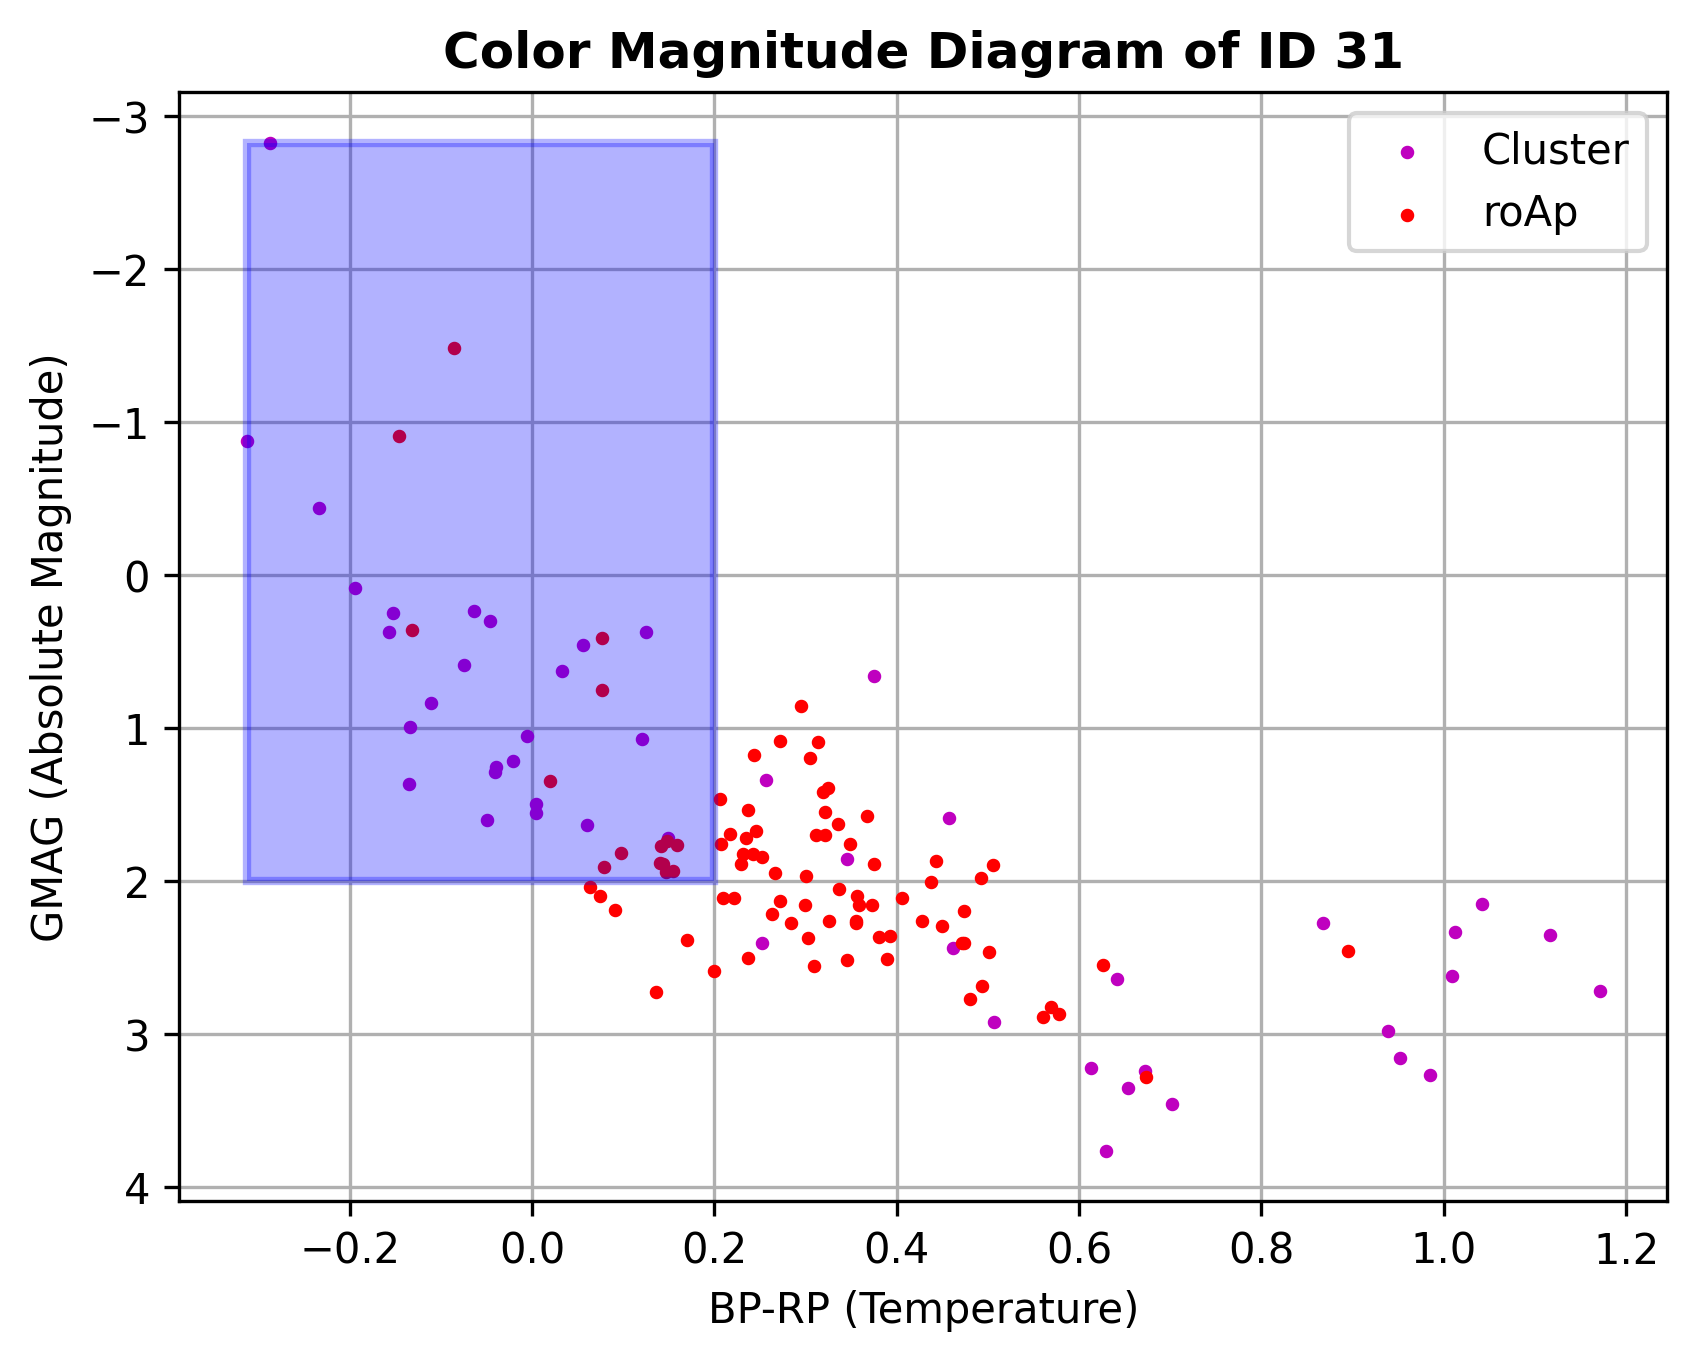 Color Magnitude Diagram of ID 31
Cluster
roAp
−3
−2
−1
0
1
2
3
4
GMAG (Absolute Magnitude)
−0.2 0.0 0.2 0.4 0.6 0.8 1.0 1.2
BP-RP (Temperature)